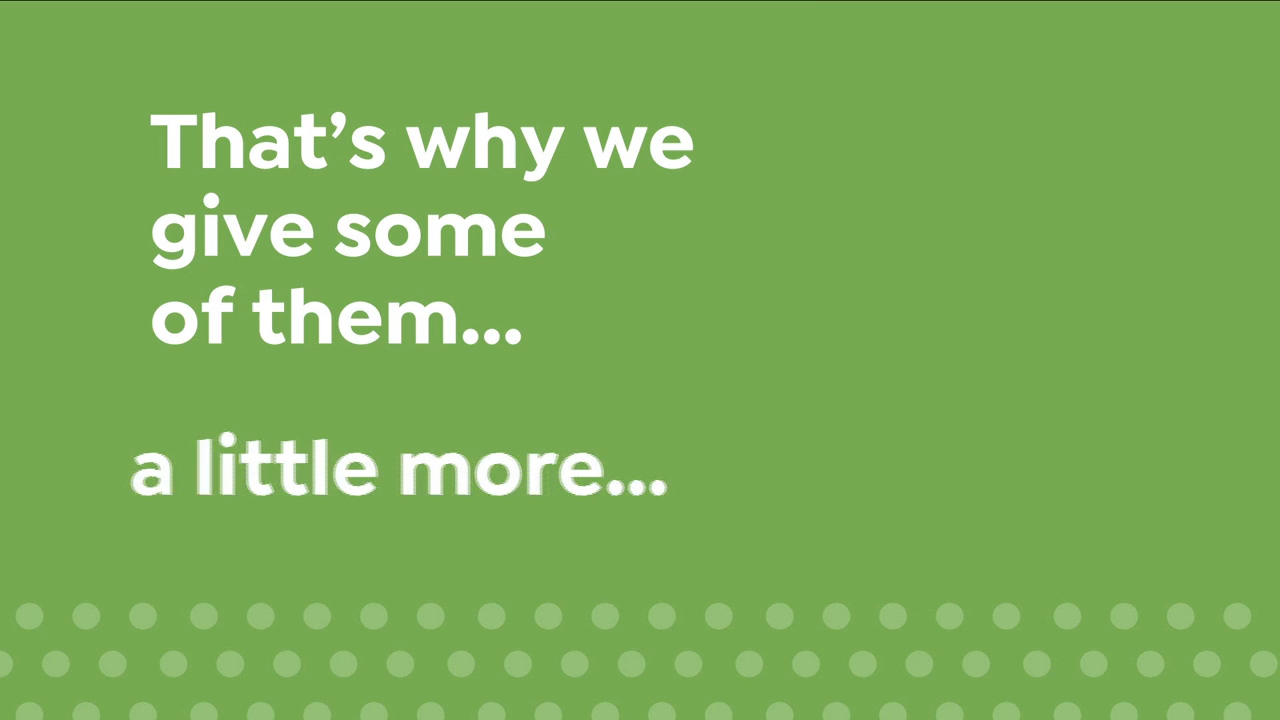 That’s why we
give some
of them...
a little more...